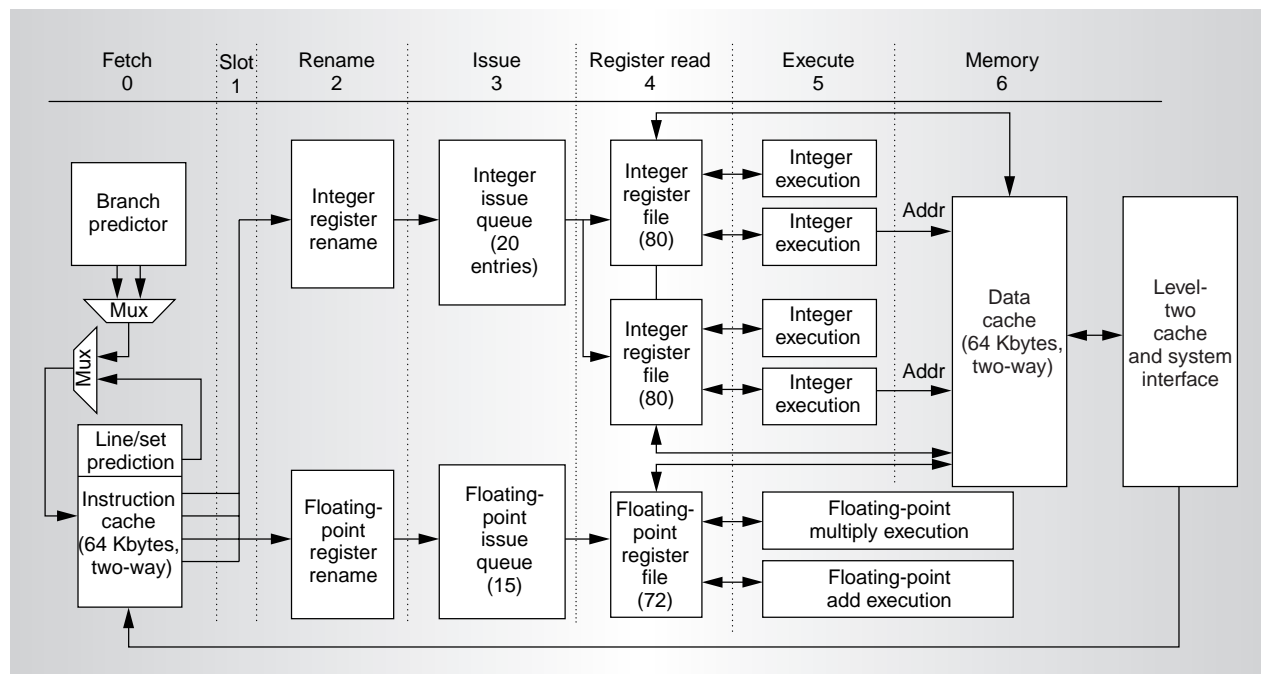 Fetch
0
Slot
1
Rename
2
Issue
3
Register read
4
Execute
5
Memory
6
Branch
predictor
Mux
Mux
Line/set
prediction
Instruction
cache
(64 Kbytes,
two-way)
Integer
register
rename
Floating-
point
register
rename
Integer
issue
queue
(20
entries)
Floating-
point
issue
queue
(15)
Integer
register
file
(80)
Integer
register
file
(80)
Floating-
point
register
file
(72)
Integer
execution
Integer
execution
Integer
execution
Integer
execution
Floating-point
multiply execution
Floating-point
add execution
Addr
Addr
Data
cache
(64 Kbytes,
two-way)
Level-
two
cache
and system
interface